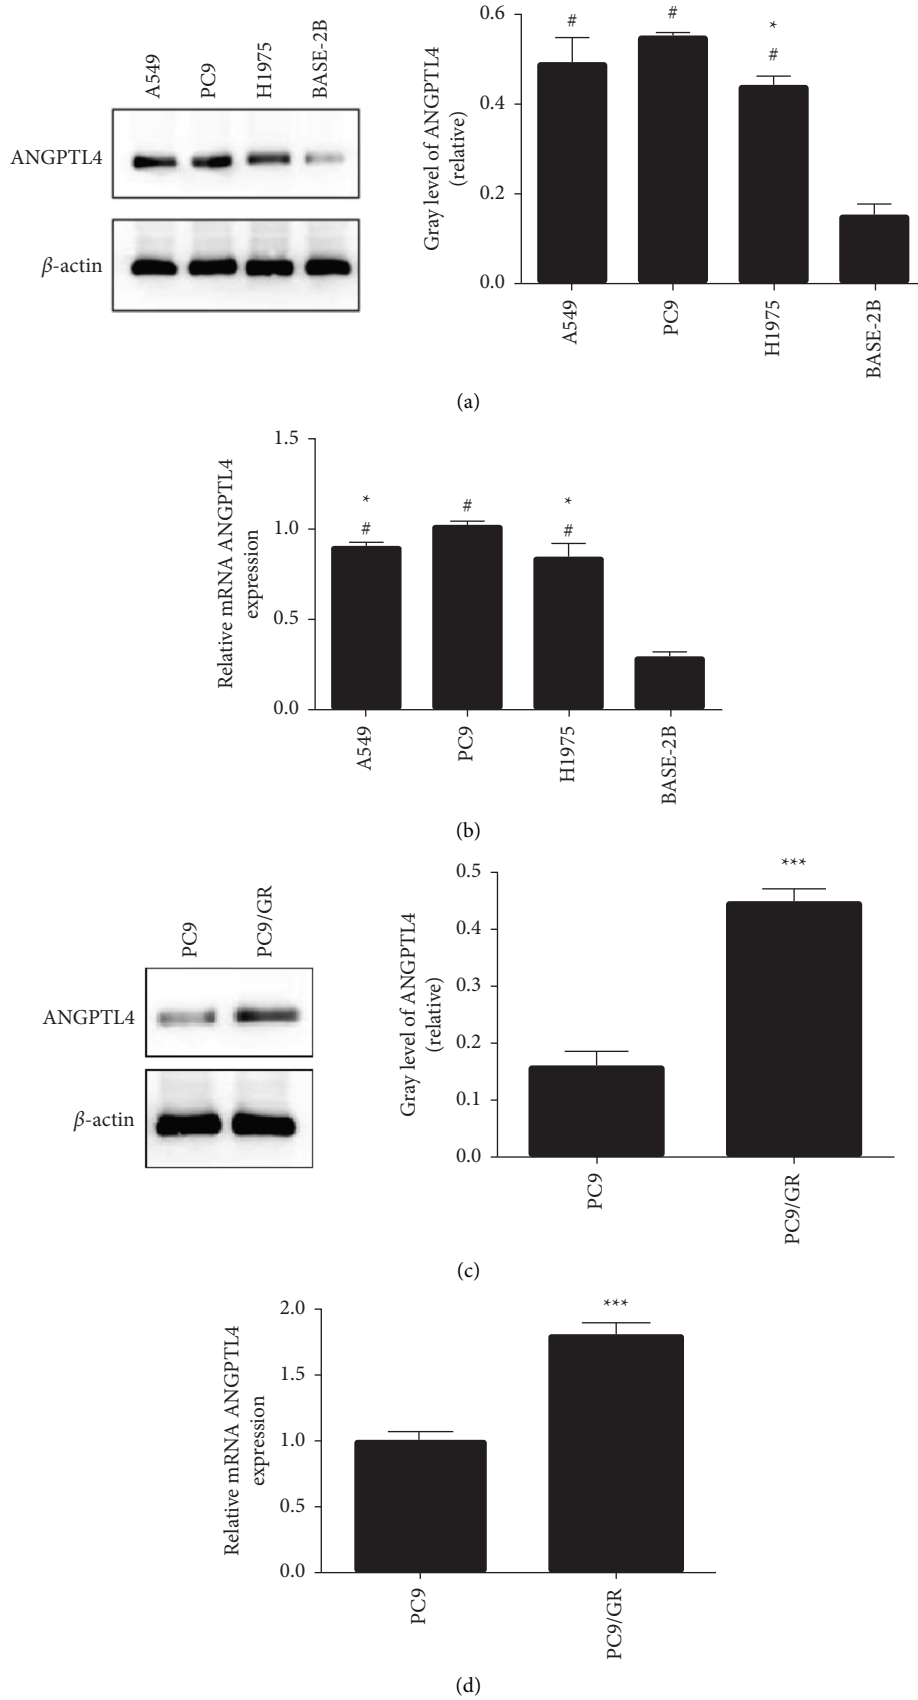 A549
PC9
H1975
BASE-2B
ANGPTL4
β-actin
Gray level of ANGPTL4
(relative)
0.6
0.4
0.2
0.0
#
#
*
#
A549
PC9
H1975
BASE-2B
(a)
Relative mRNA ANGPTL4
expression
1.5
1.0
0.5
0.0
*
#
#
*
#
A549
PC9
H1975
BASE-2B
(b)
PC9
PC9/GR
ANGPTL4
β-actin
Gray level of ANGPTL4
(relative)
0.5
0.4
0.3
0.2
0.1
0.0
***
PC9
PC9/GR
(c)
Relative mRNA ANGPTL4
expression
2.0
1.5
1.0
0.5
0.0
***
PC9
PC9/GR
(d)